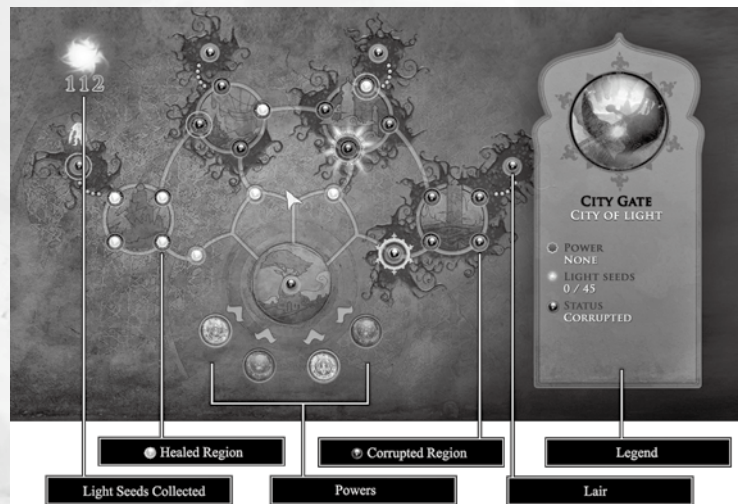 112
CITY GATE
CITY OF LIGHT
POWER
NONE
LIGHT SEEDS
0 / 45
STATUS
CORRUPTED
Healed Region
Corrupted Region
Legend
Light Seeds Collected
Powers
Lair